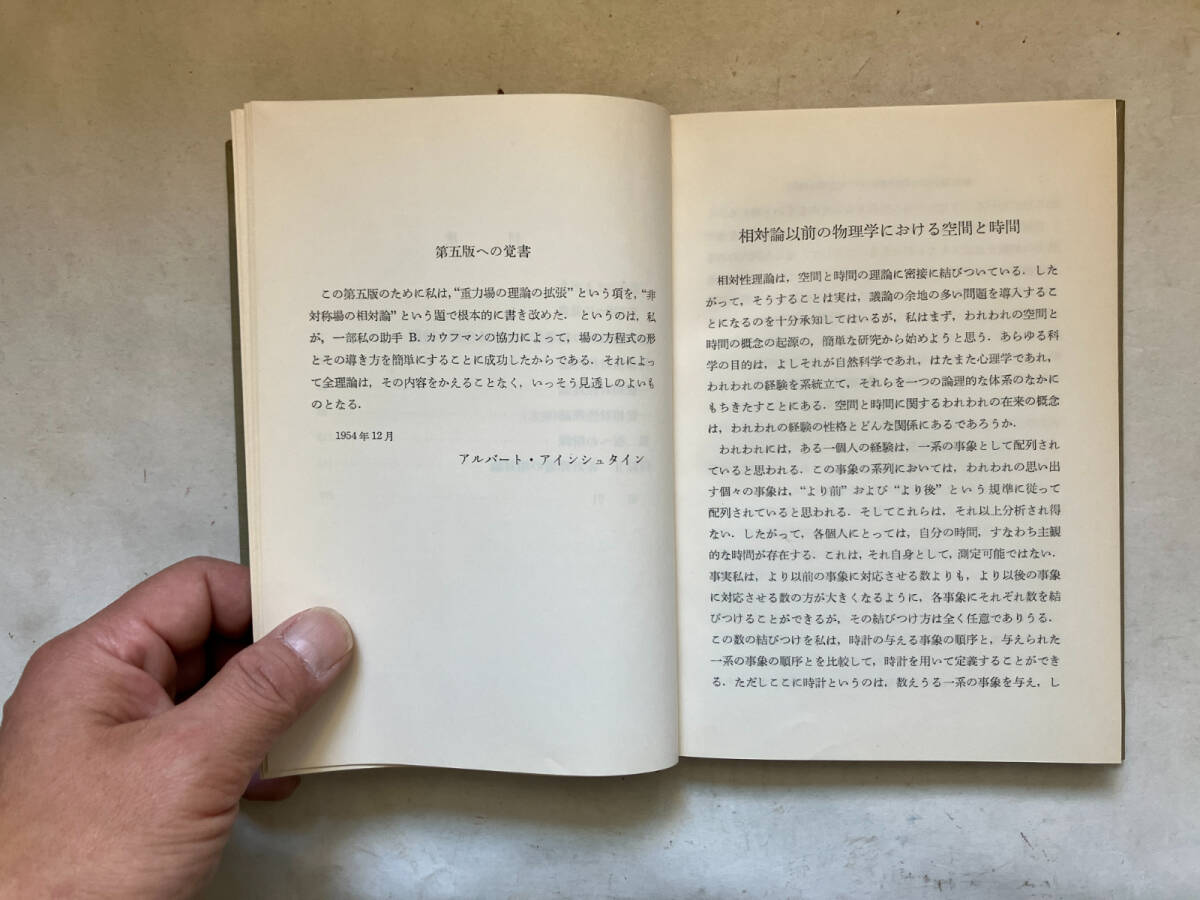 第五版への覚書
この第五版のために私は,“重力場の理論の拡張”という項を,“非
対称場の相対論”という題で根本的に書き改めた. というのは, 私
が, 一部私の助手 B. カウフマンの協力によって, 場の方程式の形
とその導き方を簡単にすることに成功したからである. それによっ
て全理論は, その内容をかえることなく, いっそう見透しのよいも
のとなる.
1954年12月
アルバート・アインシュタイン
相対論以前の物理学における空間と時間
相対性理論は, 空間と時間の理論に密接に結びついている. した
がって, そうすることは実は, 議論の余地の多い問題を導入するこ
とになるのを十分承知してはいるが, 私はまず, われわれの空間と
時間の概念の起源の, 簡単な研究から始めようと思う. あらゆる科
学の目的は, よしそれが自然科学であれ, はたまた心理学であれ,
われわれの経験を系統立て, それらを一つの論理的な体系のなかに
もちきたすことにある. 空間と時間に関するわれわれの在来の概念
は, われわれの経験の性格とどんな関係にあるであろうか.
われわれには, ある一個人の経験は, 一系の事象として配列され
ていると思われる. この事象の系列においては, われわれの思い出
す個々の事象は, “より前” および “より後” という規準に従って
配列されていると思われる. そしてこれらは, それ以上分析され得
ない. したがって, 各個人にとっては, 自分の時間, すなわち主観
的な時間が存在する. これは, それ自身として, 測定可能ではない.
事実私は, より以前の事象に対応させる数よりも, より以後の事象
に対応させる数の方が大きくなるように, 各事象にそれぞれ数を結
びつけることができるが, その結びつけ方は全く任意でありうる.
この数の結びつけを私は, 時計の与える事象の順序と, 与えられた
一系の事象の順序とを比較して, 時計を用いて定義することができ
る. ただしここに時計というのは, 数えうる一系の事象を与え, し